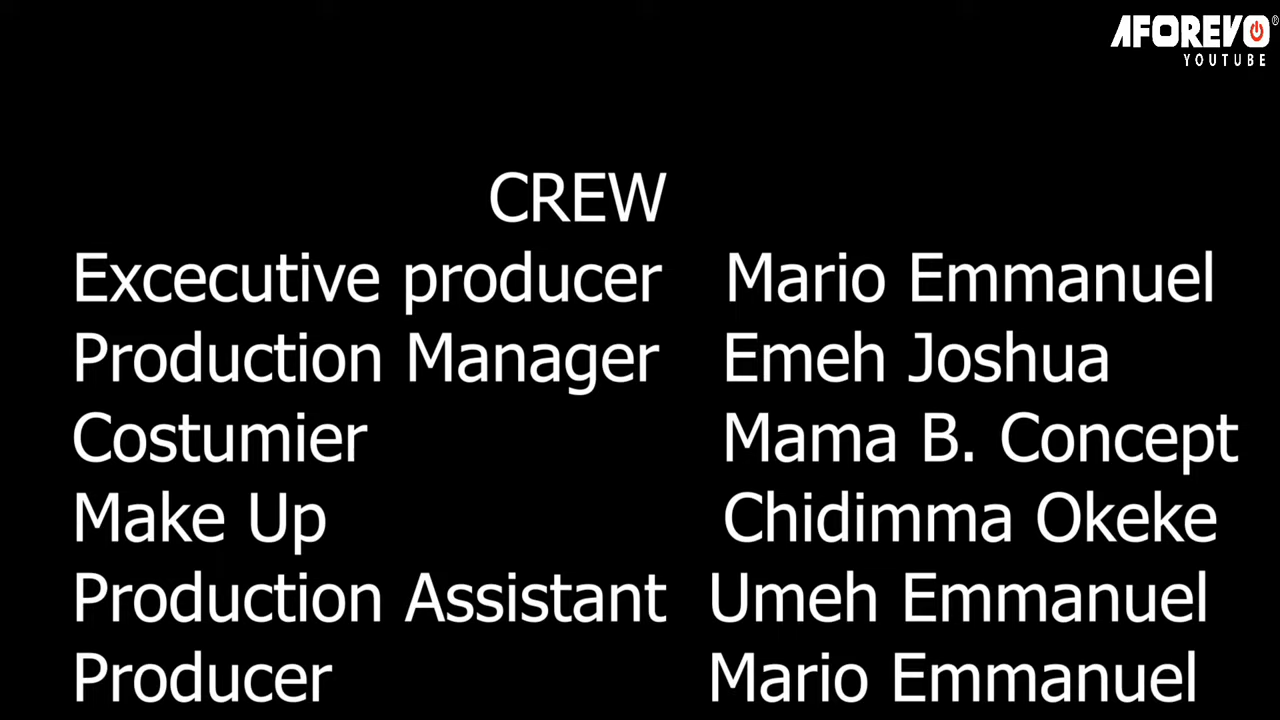 AFOREVO®
YOUTUBE
CREW
Excecutive producer Mario Emmanuel
Production Manager Emeh Joshua
Costumier Mama B. Concept
Make Up Chidimma Okeke
Production Assistant Umeh Emmanuel
Producer Mario Emmanuel